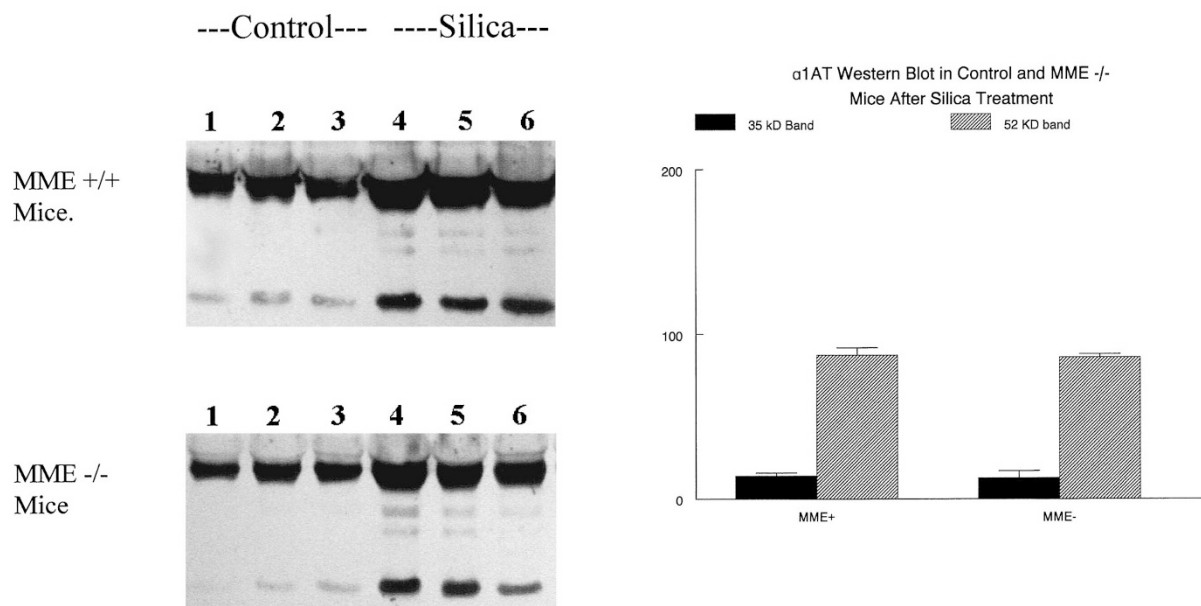 ---Control--- ----Silica---
1 2 3 4 5 6
MME +/+
Mice.
1 2 3 4 5 6
MME -/-
Mice
α1AT Western Blot in Control and MME -/-
Mice After Silica Treatment
35 kD Band 52 KD band
200
100
0
MME+ MME-